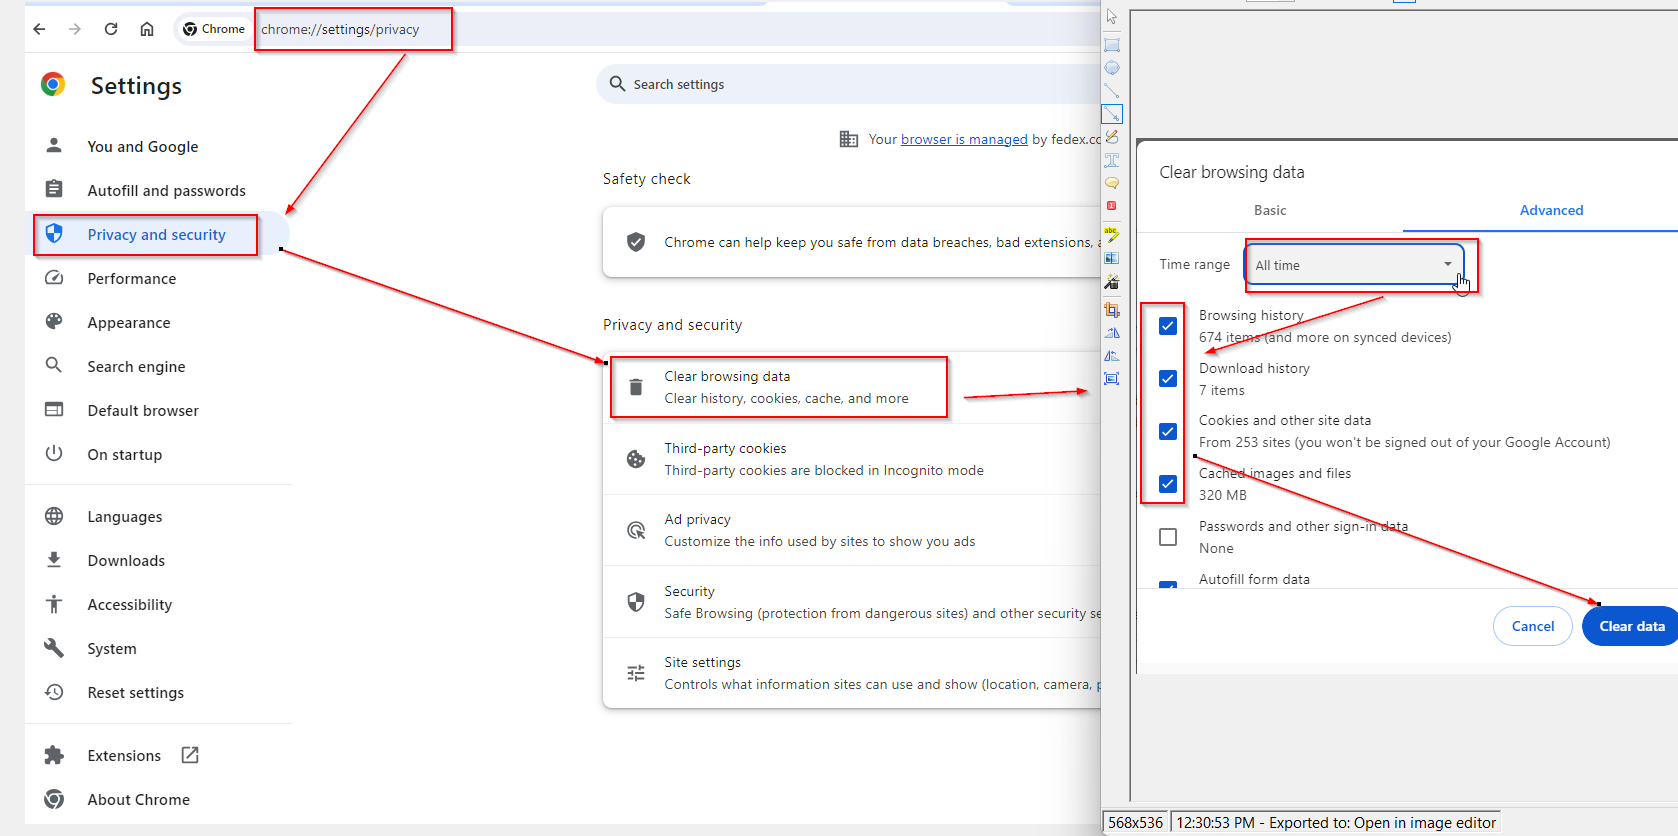 Chrome
chrome://settings/privacy
Settings
Search settings
You and Google
Autofill and passwords
Privacy and security
Performance
Appearance
Search engine
Default browser
On startup
Languages
Downloads
Accessibility
System
Reset settings
Extensions
About Chrome
Your browser is managed by fedex.co
Safety check
Chrome can help keep you safe from data breaches, bad extensions,
Privacy and security
Clear browsing data
Clear history, cookies, cache, and more
Third-party cookies
Third-party cookies are blocked in Incognito mode
Ad privacy
Customize the info used by sites to show you ads
Security
Safe Browsing (protection from dangerous sites) and other security se
Site settings
Controls what information sites can use and show (location, camera, p
Clear browsing data
Basic
Advanced
Time range
All time
Browsing history
674 items (and more on synced devices)
Download history
7 items
Cookies and other site data
From 253 sites (you won't be signed out of your Google Account)
Cached images and files
320 MB
Passwords and other sign-in data
None
Autofill form data
Cancel
Clear data
568x536
12:30:53 PM - Exported to: Open in image editor